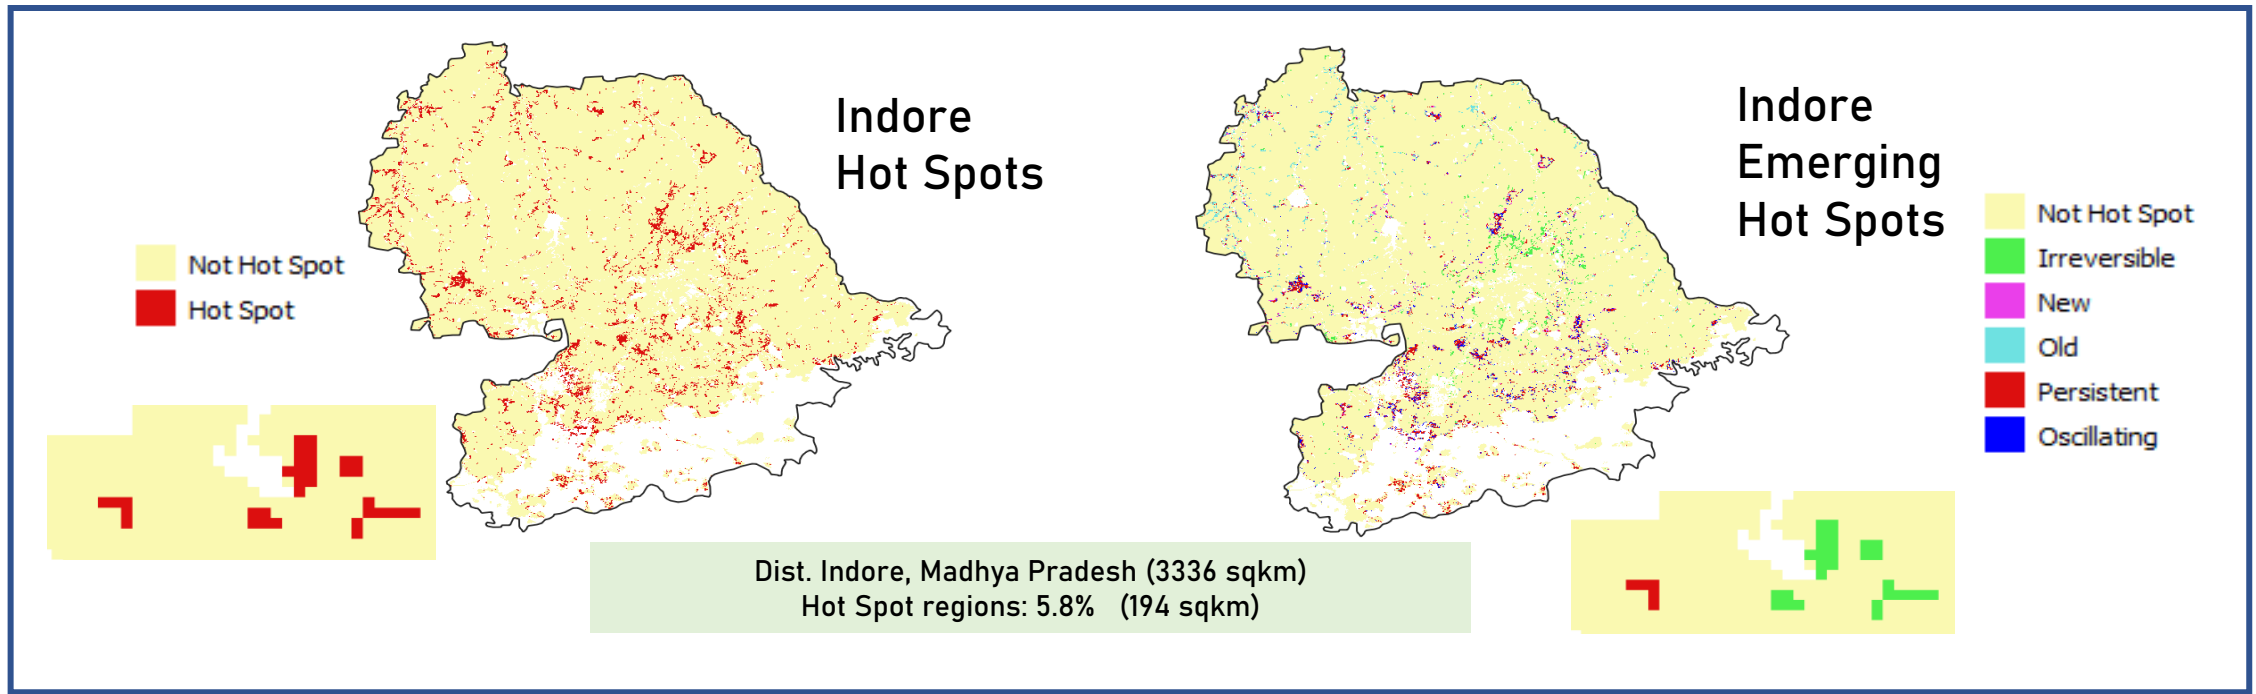 Indore
Hot Spots
Not Hot Spot
Hot Spot
Indore
Emerging
Hot Spots
Not Hot Spot
Irreversible
New
Old
Persistent
Oscillating
Dist. Indore, Madhya Pradesh (3336 sqkm)
Hot Spot regions: 5.8% (194 sqkm)